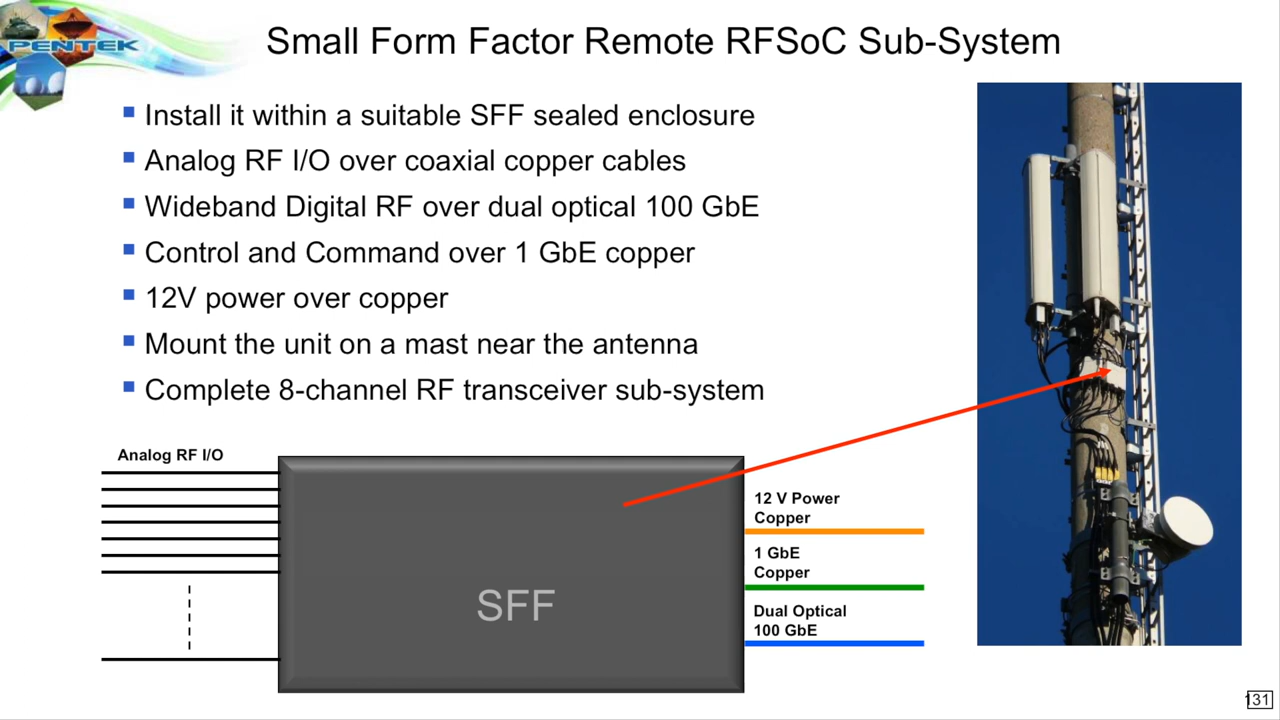 PENTEK
Small Form Factor Remote RFSoC Sub-System
Install it within a suitable SFF sealed enclosure
Analog RF I/O over coaxial copper cables
Wideband Digital RF over dual optical 100 GbE
Control and Command over 1 GbE copper
12V power over copper
Mount the unit on a mast near the antenna
Complete 8-channel RF transceiver sub-system
Analog RF I/O
SFF
12 V Power
Copper
1 GbE
Copper
Dual Optical
100 GbE
131